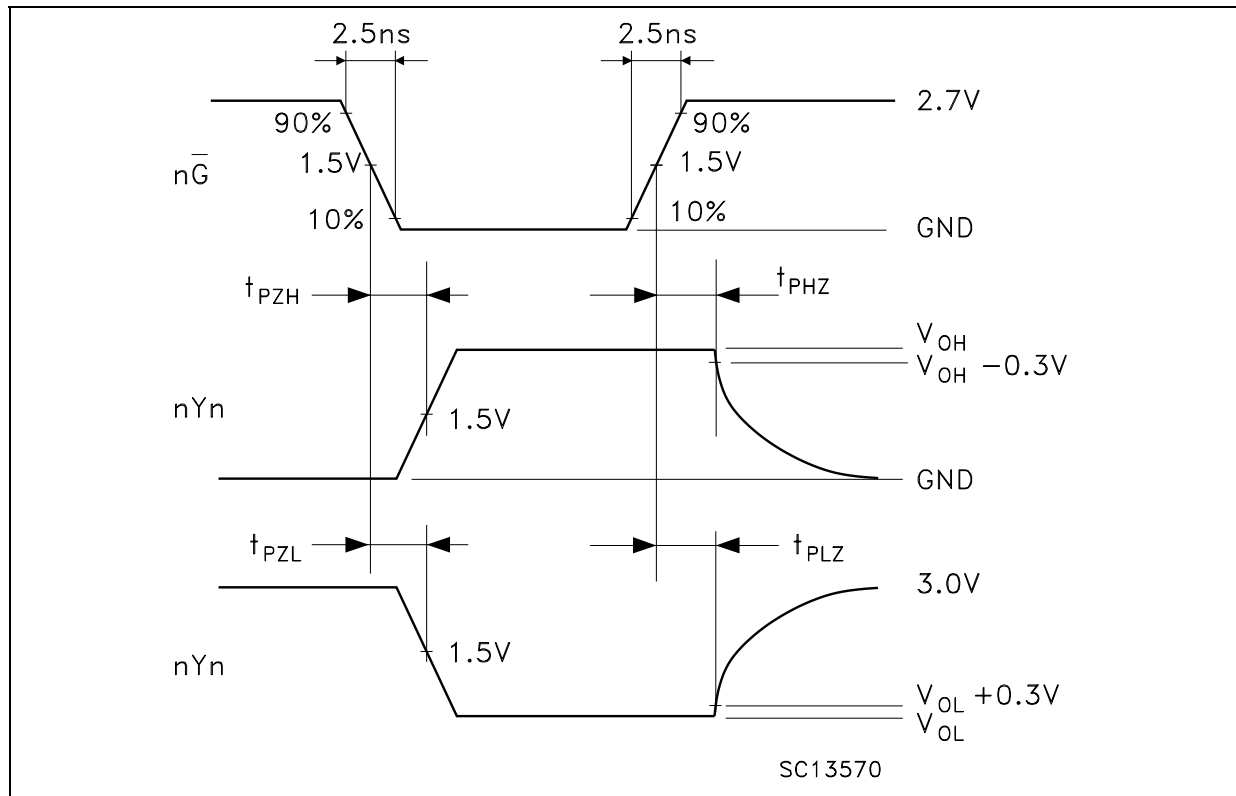 2.5ns 2.5ns
2.7V
90% 90%
nG̅ 1.5V 1.5V
10% 10%
GND
tPZH tPHZ
VOH
VOH −0.3V
nYn 1.5V
GND
tPZL tPLZ
3.0V
nYn 1.5V
VOL +0.3V
VOL
SC13570